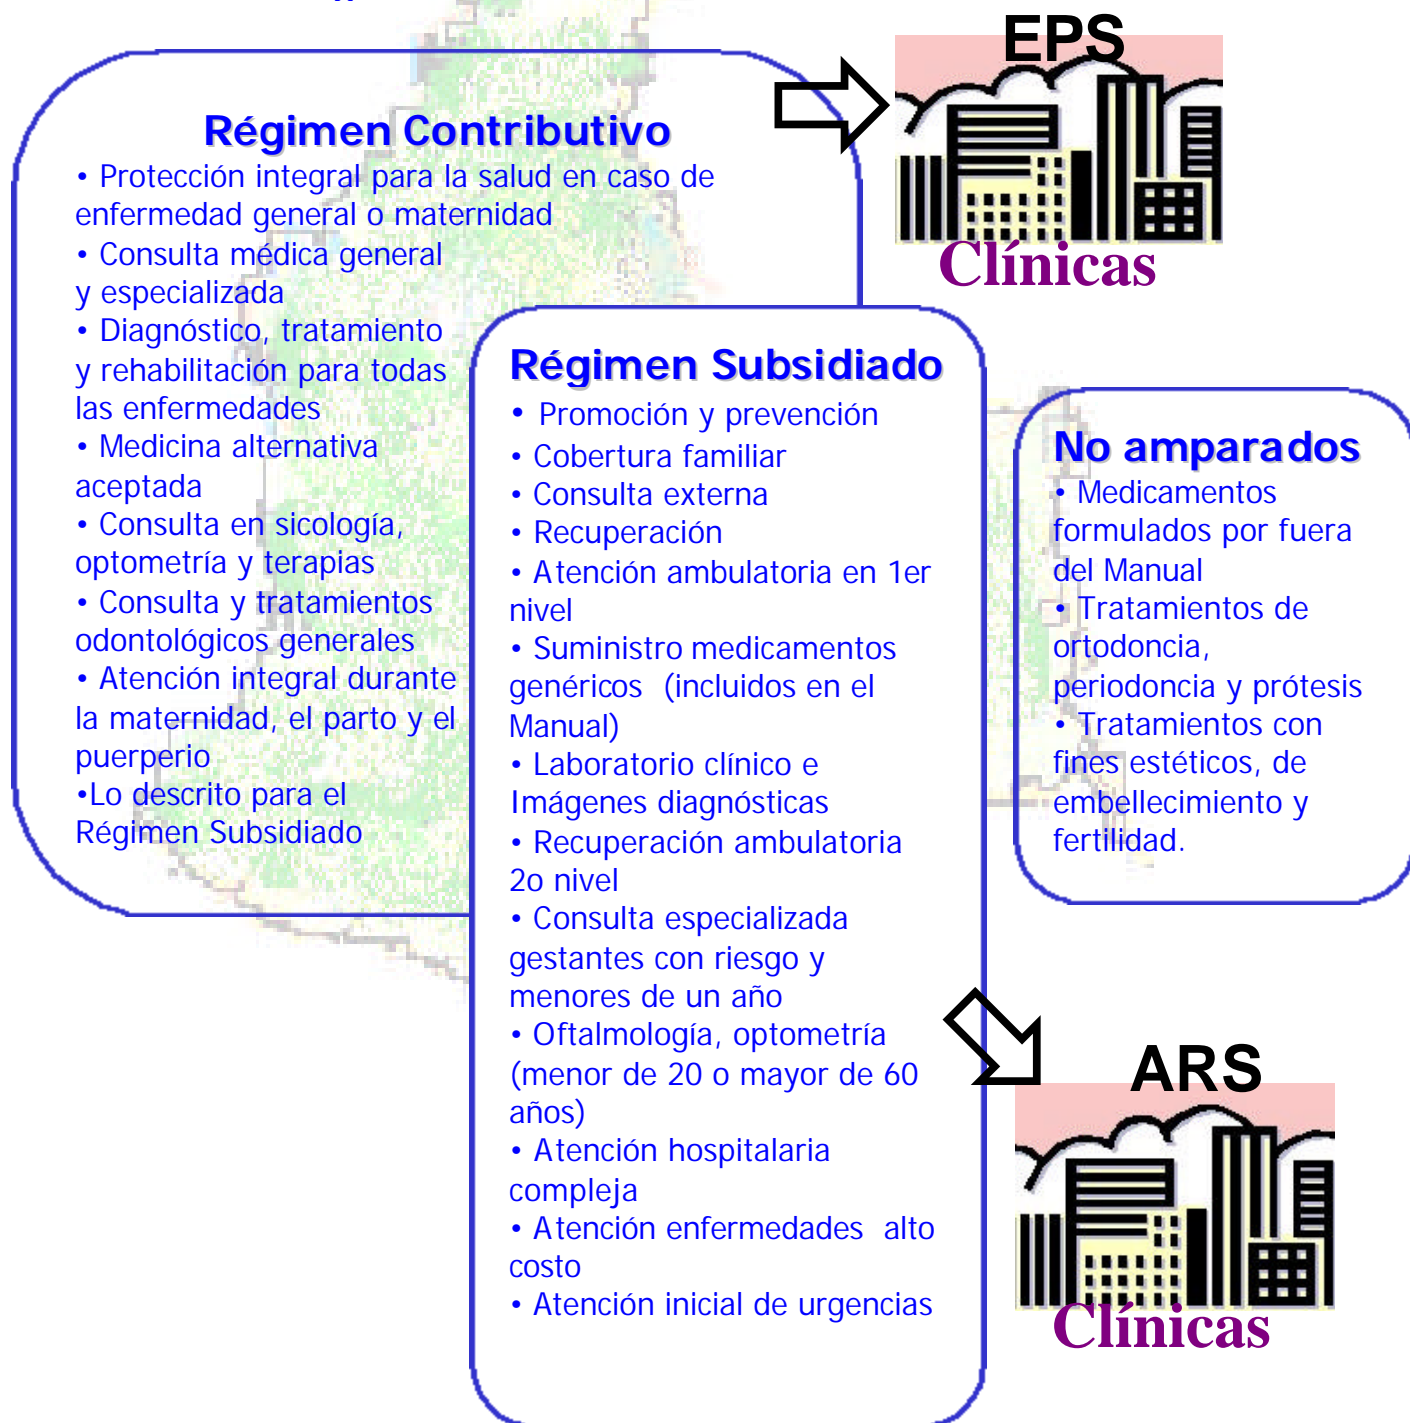 EPS
Clínicas
Régimen Contributivo
• Protección integral para la salud en caso de
enfermedad general o maternidad
• Consulta médica general
y especializada
• Diagnóstico, tratamiento
y rehabilitación para todas
las enfermedades
• Medicina alternativa
aceptada
• Consulta en sicología,
optometría y terapias
• Consulta y tratamientos
odontológicos generales
• Atención integral durante
la maternidad, el parto y el
puerperio
•Lo descrito para el
Régimen Subsidiado
Régimen Subsidiado
• Promoción y prevención
• Cobertura familiar
• Consulta externa
• Recuperación
• Atención ambulatoria en 1er
nivel
• Suministro medicamentos
genéricos (incluidos en el
Manual)
• Laboratorio clínico e
Imágenes diagnósticas
• Recuperación ambulatoria
2o nivel
• Consulta especializada
gestantes con riesgo y
menores de un año
• Oftalmología, optometría
(menor de 20 o mayor de 60
años)
• Atención hospitalaria
compleja
• Atención enfermedades alto
costo
• Atención inicial de urgencias
No amparados
• Medicamentos
formulados por fuera
del Manual
• Tratamientos de
ortodoncia,
periodoncia y prótesis
• Tratamientos con
fines estéticos, de
embellecimiento y
fertilidad.
ARS
Clínicas